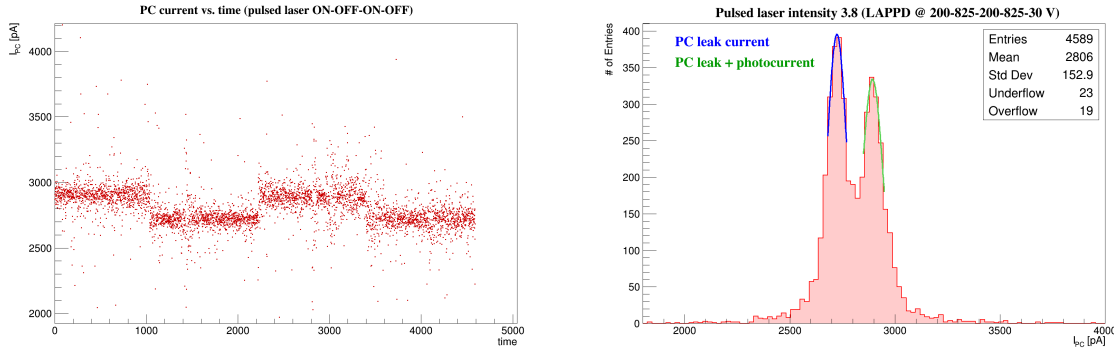 PC current vs. time (pulsed laser ON-OFF-ON-OFF)
I_PC [pA]
4000
3500
3000
2500
2000
0 1000 2000 3000 4000 5000
time
Pulsed laser intensity 3.8 (LAPPD @ 200-825-200-825-30 V)
# of Entries
400
350
300
250
200
150
100
50
0
PC leak current
PC leak + photocurrent
Entries 4589
Mean 2806
Std Dev 152.9
Underflow 23
Overflow 19
2000 2500 3000 3500 4000
I_PC [pA]